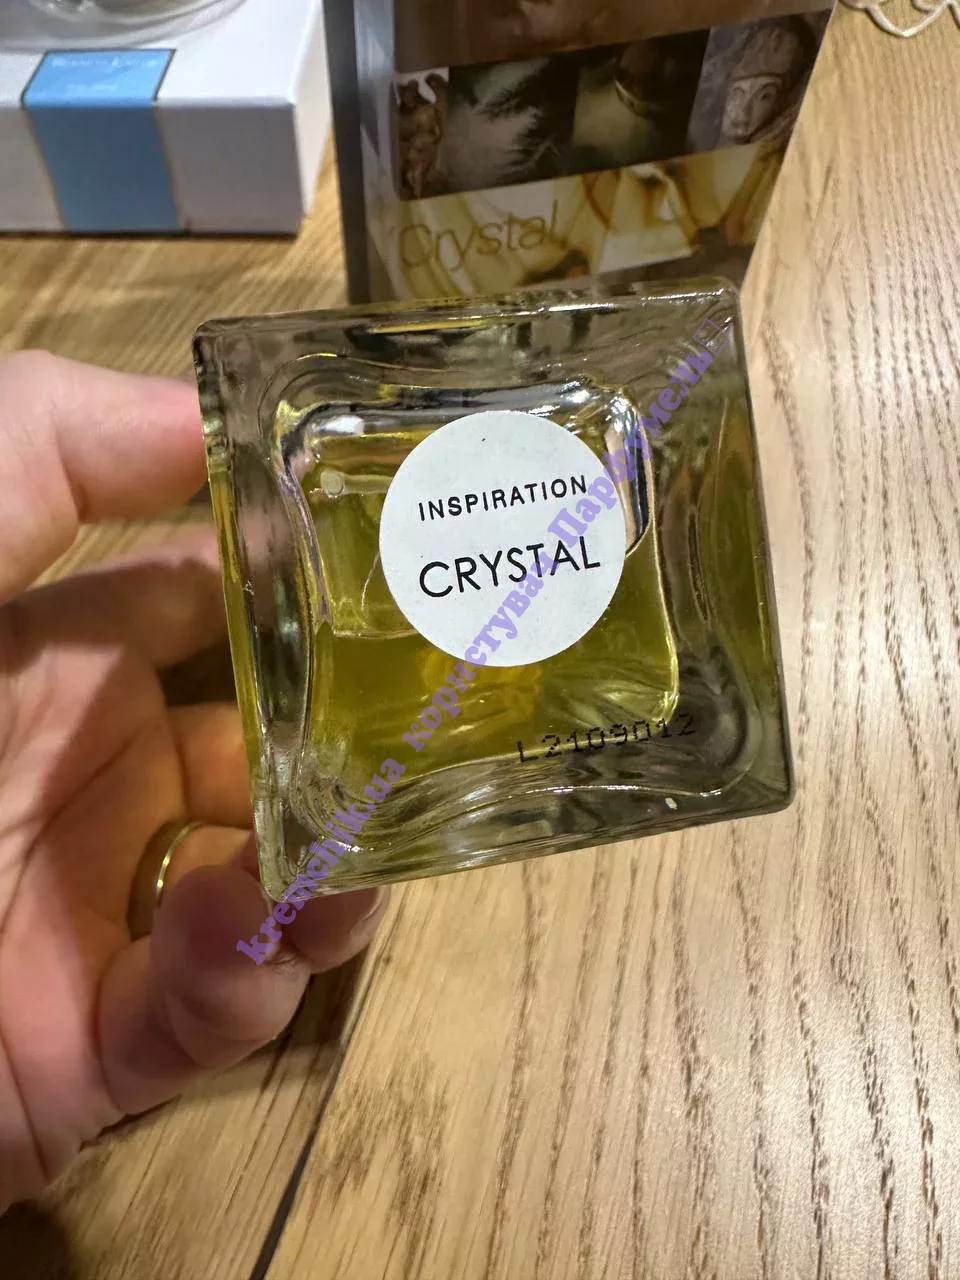 Crystal
INSPIRATION
CRYSTAL
L2109012
kremchik.ua користувач Парфумель